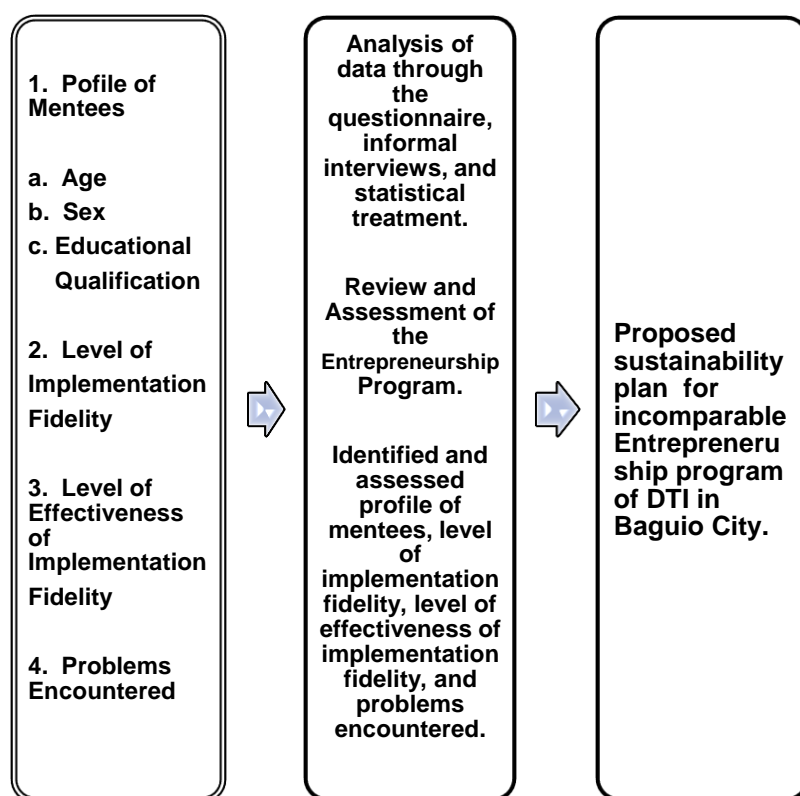 1. Pofile of
Mentees
a. Age
b. Sex
c. Educational
Qualification
2. Level of
Implementation
Fidelity
3. Level of
Effectiveness
of
Implementation
Fidelity
4. Problems
Encountered
Analysis of
data through
the
questionnaire,
informal
interviews, and
statistical
treatment.
Review and
Assessment of
the
Entrepreneurship
Program.
Identified and
assessed
profile of
mentees, level
of
implementation
fidelity, level of
effectiveness of
implementation
fidelity, and
problems
encountered.
Proposed
sustainability
plan for
incomparable
Entrepreneru
ship program
of DTI in
Baguio City.